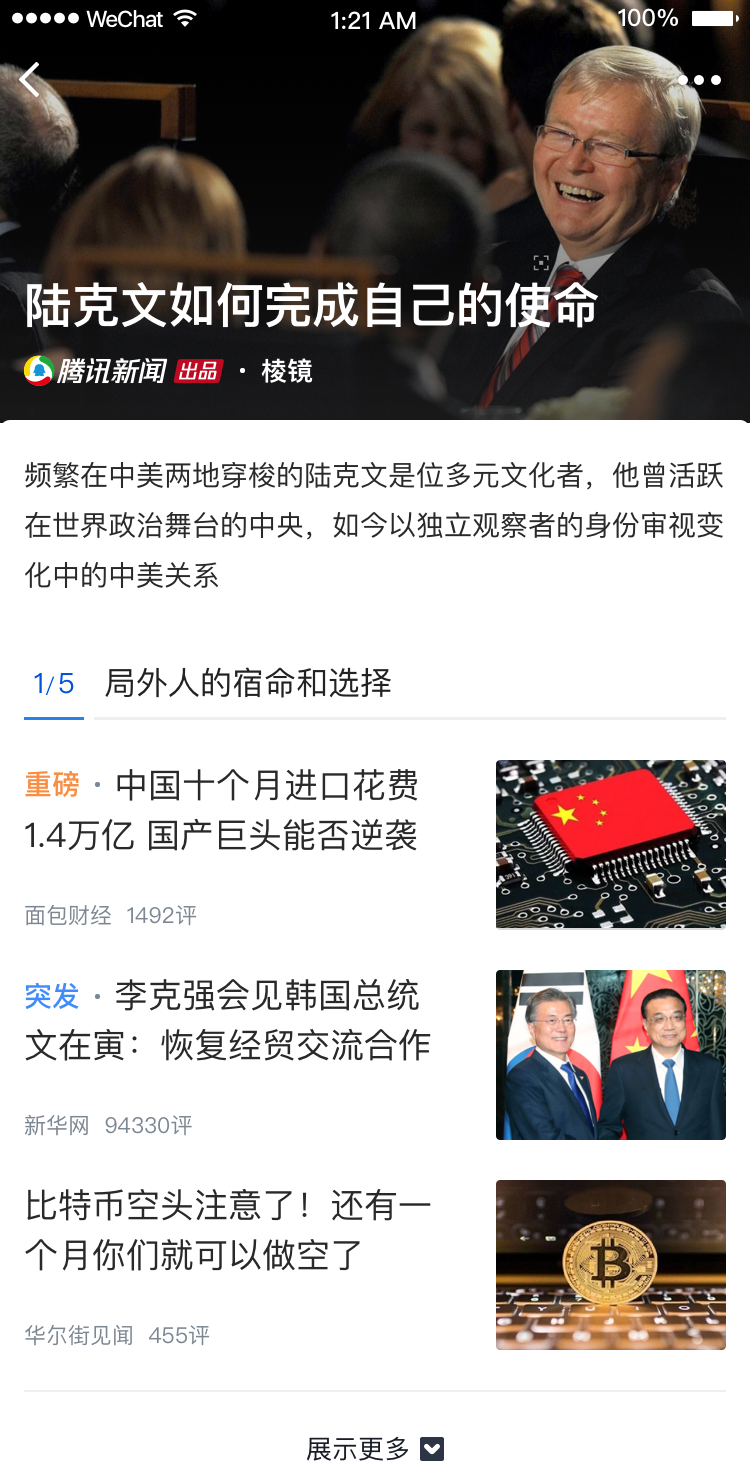 WeChat 1:21 AM 100%
陆克文如何完成自己的使命
腾讯新闻 出品 · 棱镜
频繁在中美两地穿梭的陆克文是位多元文化者，他曾活跃
在世界政治舞台的中央，如今以独立观察者的身份审视变
化中的中美关系
1/5 局外人的宿命和选择
重磅 · 中国十个月进口花费
1.4万亿 国产巨头能否逆袭
面包财经 1492评
突发 · 李克强会见韩国总统
文在寅：恢复经贸交流合作
新华网 94330评
比特币空头注意了！还有一
个月你们就可以做空了
华尔街见闻 455评
展示更多